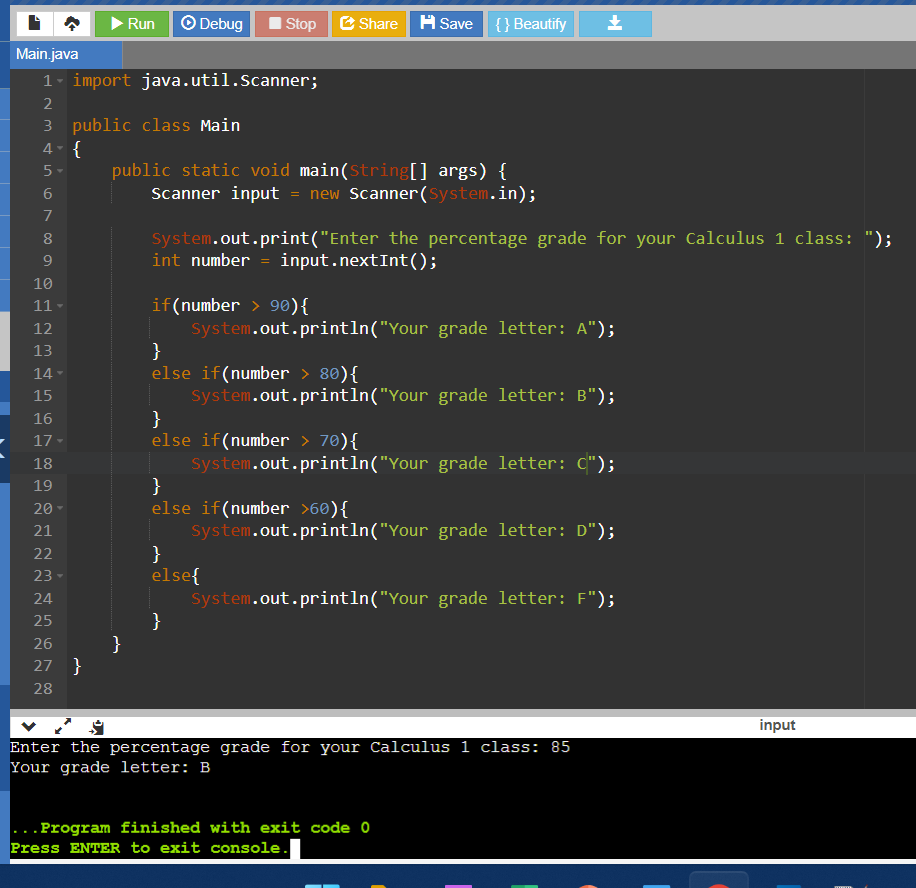 Run Debug Stop Share Save { } Beautify
Main.java
1 import java.util.Scanner;
2
3 public class Main
4 {
5     public static void main(String[] args) {
6         Scanner input = new Scanner(System.in);
7
8         System.out.print("Enter the percentage grade for your Calculus 1 class: ");
9         int number = input.nextInt();
10
11         if(number > 90){
12             System.out.println("Your grade letter: A");
13         }
14         else if(number > 80){
15             System.out.println("Your grade letter: B");
16         }
17         else if(number > 70){
18             System.out.println("Your grade letter: C");
19         }
20         else if(number >60){
21             System.out.println("Your grade letter: D");
22         }
23         else{
24             System.out.println("Your grade letter: F");
25         }
26     }
27 }
28
input
Enter the percentage grade for your Calculus 1 class: 85
Your grade letter: B
...Program finished with exit code 0
Press ENTER to exit console.